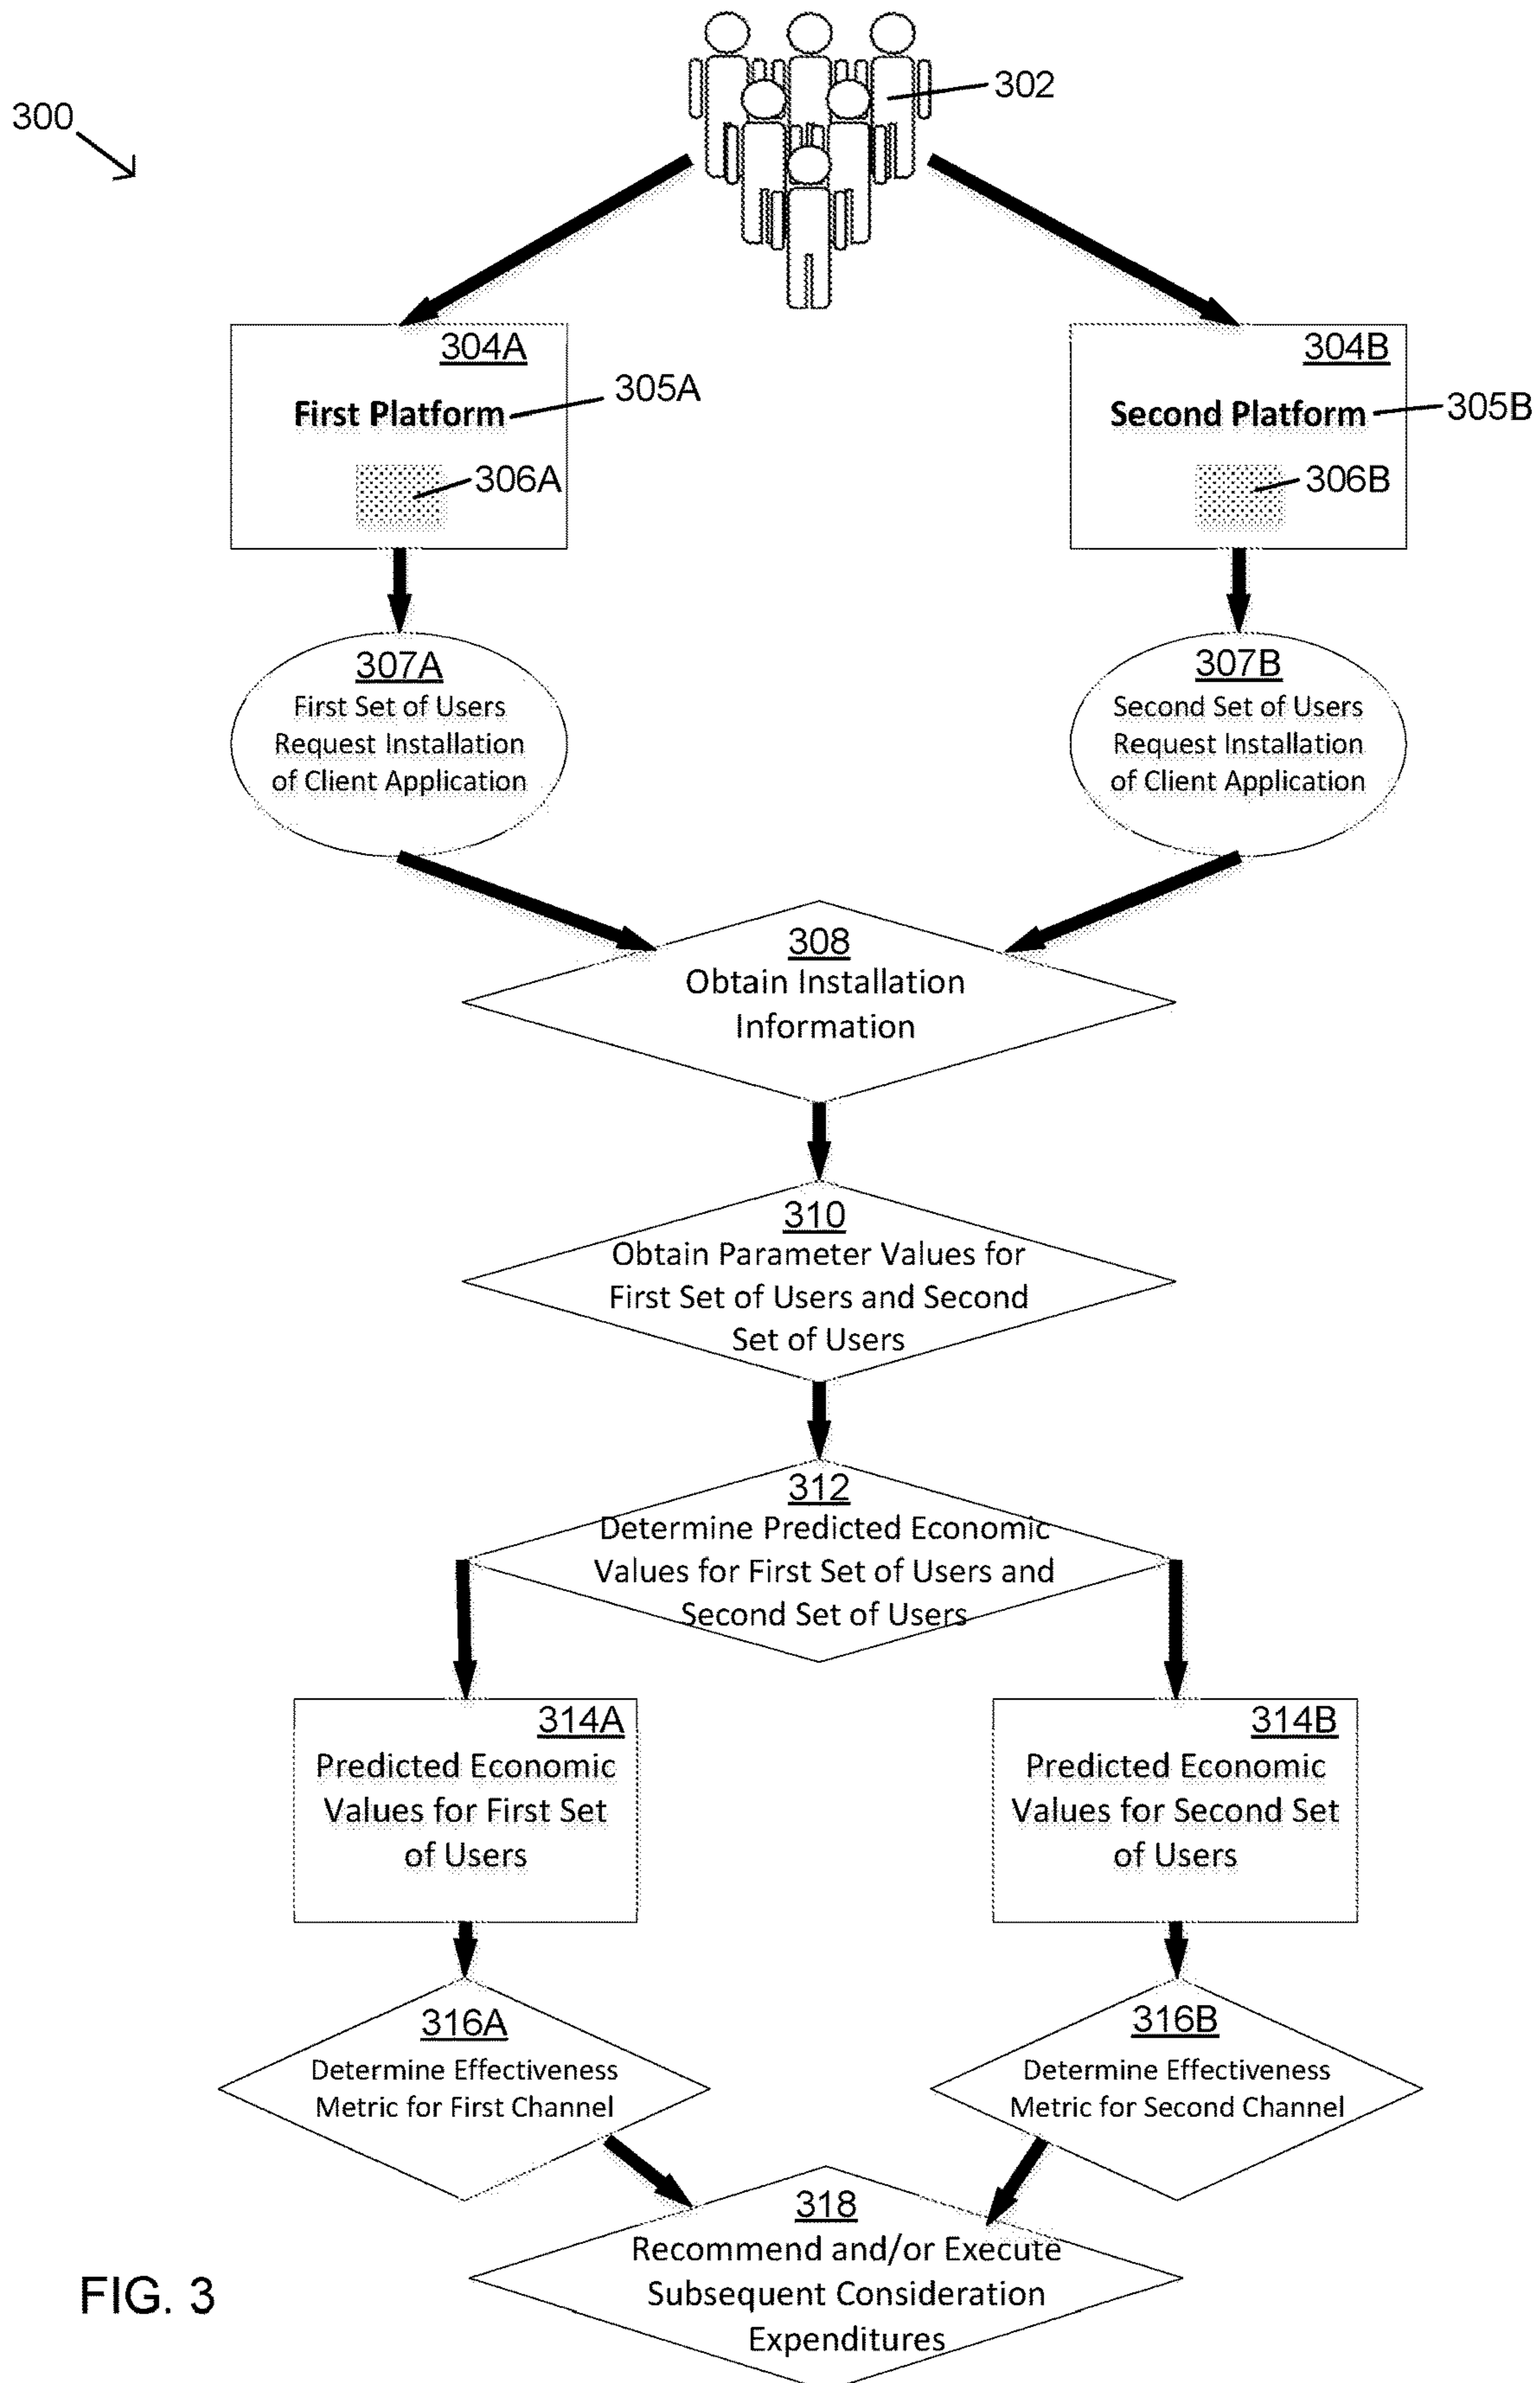 302
300
304A
First Platform
305A
306A
304B
Second Platform
305B
306B
307A
First Set of Users
Request Installation
of Client Application
307B
Second Set of Users
Request Installation
of Client Application
308
Obtain Installation
Information
310
Obtain Parameter Values for
First Set of Users and Second
Set of Users
312
Determine Predicted Economic
Values for First Set of Users and
Second Set of Users
314A
Predicted Economic
Values for First Set
of Users
314B
Predicted Economic
Values for Second Set
of Users
316A
Determine Effectiveness
Metric for First Channel
316B
Determine Effectiveness
Metric for Second Channel
318
Recommend and/or Execute
Subsequent Consideration
Expenditures
FIG. 3